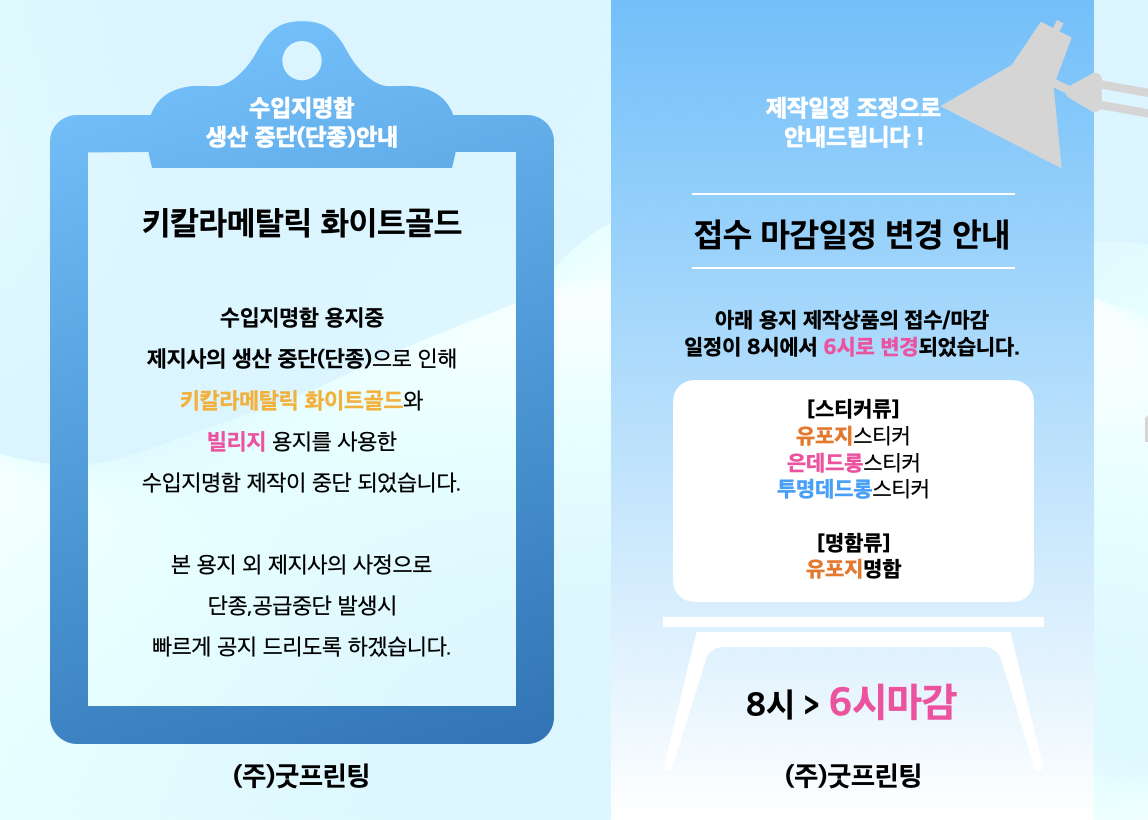 수입지명함
생산 중단(단종)안내
키칼라메탈릭 화이트골드
수입지명함 용지중
제지사의 생산 중단(단종)으로 인해
키칼라메탈릭 화이트골드와
빌리지 용지를 사용한
수입지명함 제작이 중단 되었습니다.
본 용지 외 제지사의 사정으로
단종,공급중단 발생시
빠르게 공지 드리도록 하겠습니다.
(주)굿프린팅
제작일정 조정으로
안내드립니다 !
접수 마감일정 변경 안내
아래 용지 제작상품의 접수/마감
일정이 8시에서 6시로 변경되었습니다.
[스티커류]
유포지스티커
은데드롱스티커
투명데드롱스티커
[명함류]
유포지명함
8시 > 6시마감
(주)굿프린팅